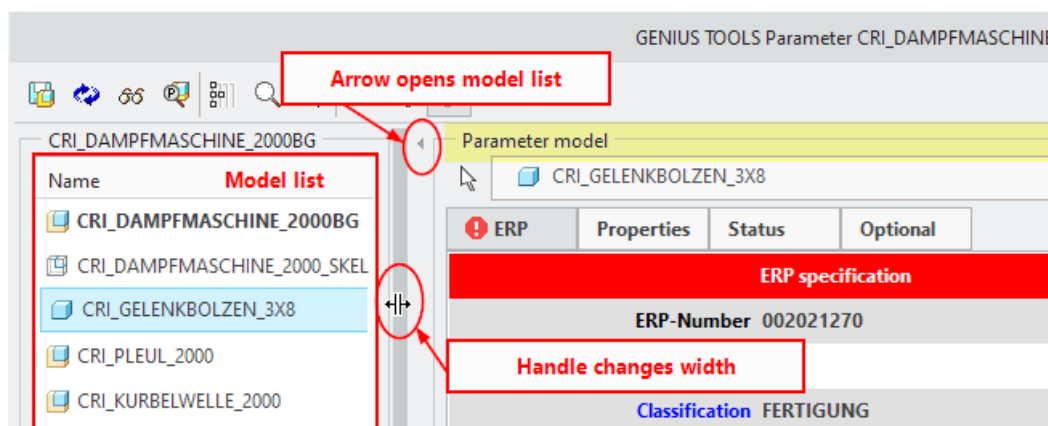 GENIUS TOOLS Parameter CRI_DAMPFMASCHINE
Arrow opens model list
CRI_DAMPFMASCHINE_2000BG
Parameter model
Name
Model list
CRI_GELENKBOLZEN_3X8
CRI_DAMPFMASCHINE_2000BG
ERP
Properties
Status
Optional
CRI_DAMPFMASCHINE_2000_SKEL
ERP specification
CRI_GELENKBOLZEN_3X8
ERP-Number 002021270
CRI_PLEUL_2000
Handle changes width
CRI_KURBELWELLE_2000
Classification FERTIGUNG